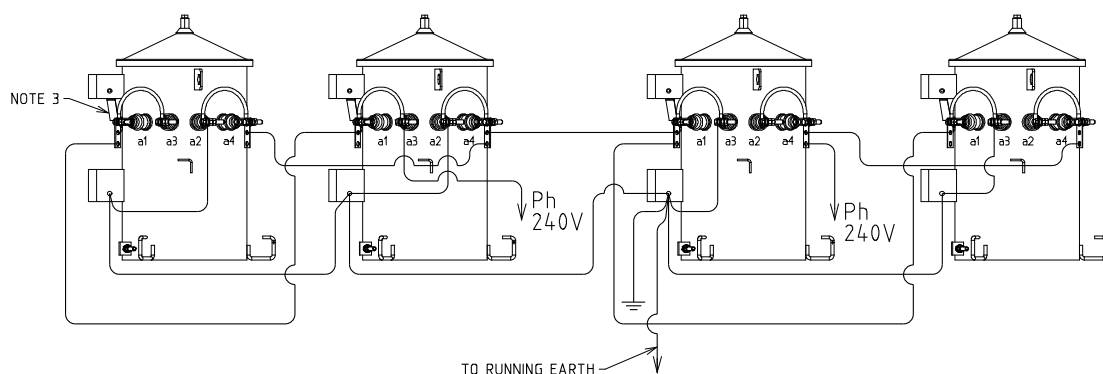 NOTE 3
a1 a3 a2 a4
a1 a3 a2 a4
a1 a3 a2 a4
a1 a3 a2 a4
Ph
240V
Ph
240V
TO RUNNING EARTH